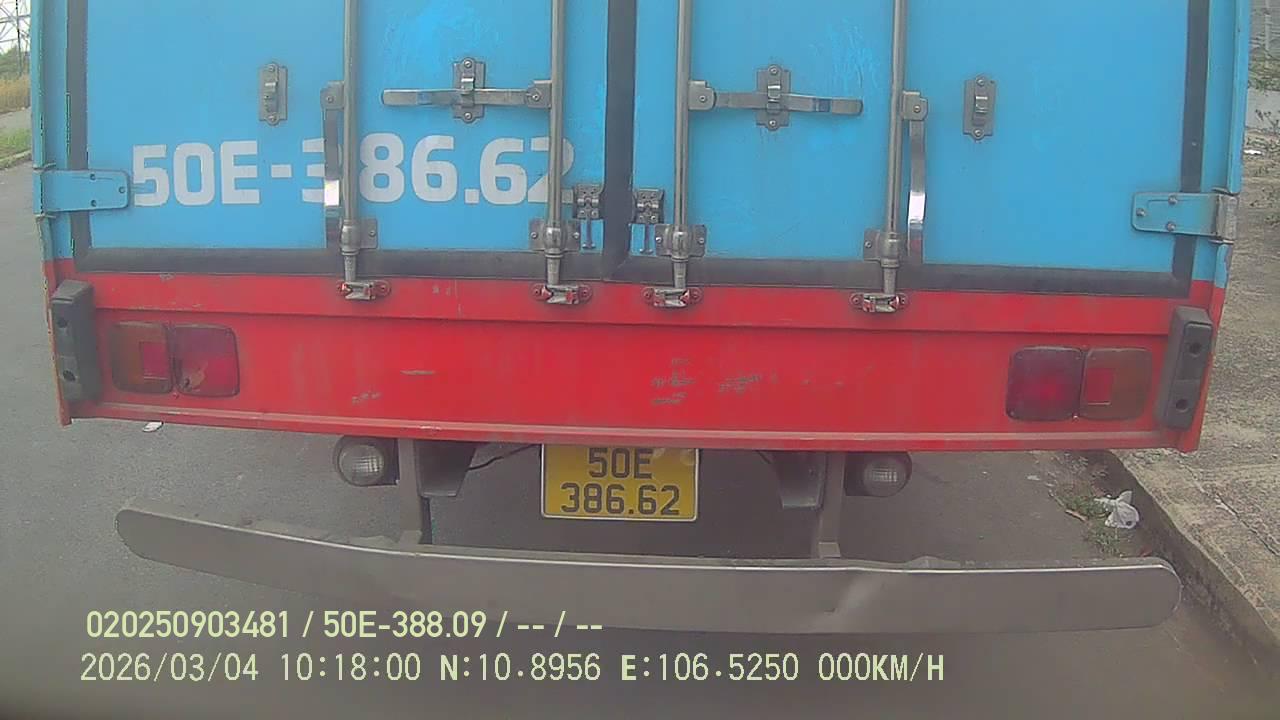 50E-386.62
50E
386.62
020250903481 / 50E-388.09 / -- / --
2026/03/04 10:18:00 N:10.8956 E:106.5250 000KM/H